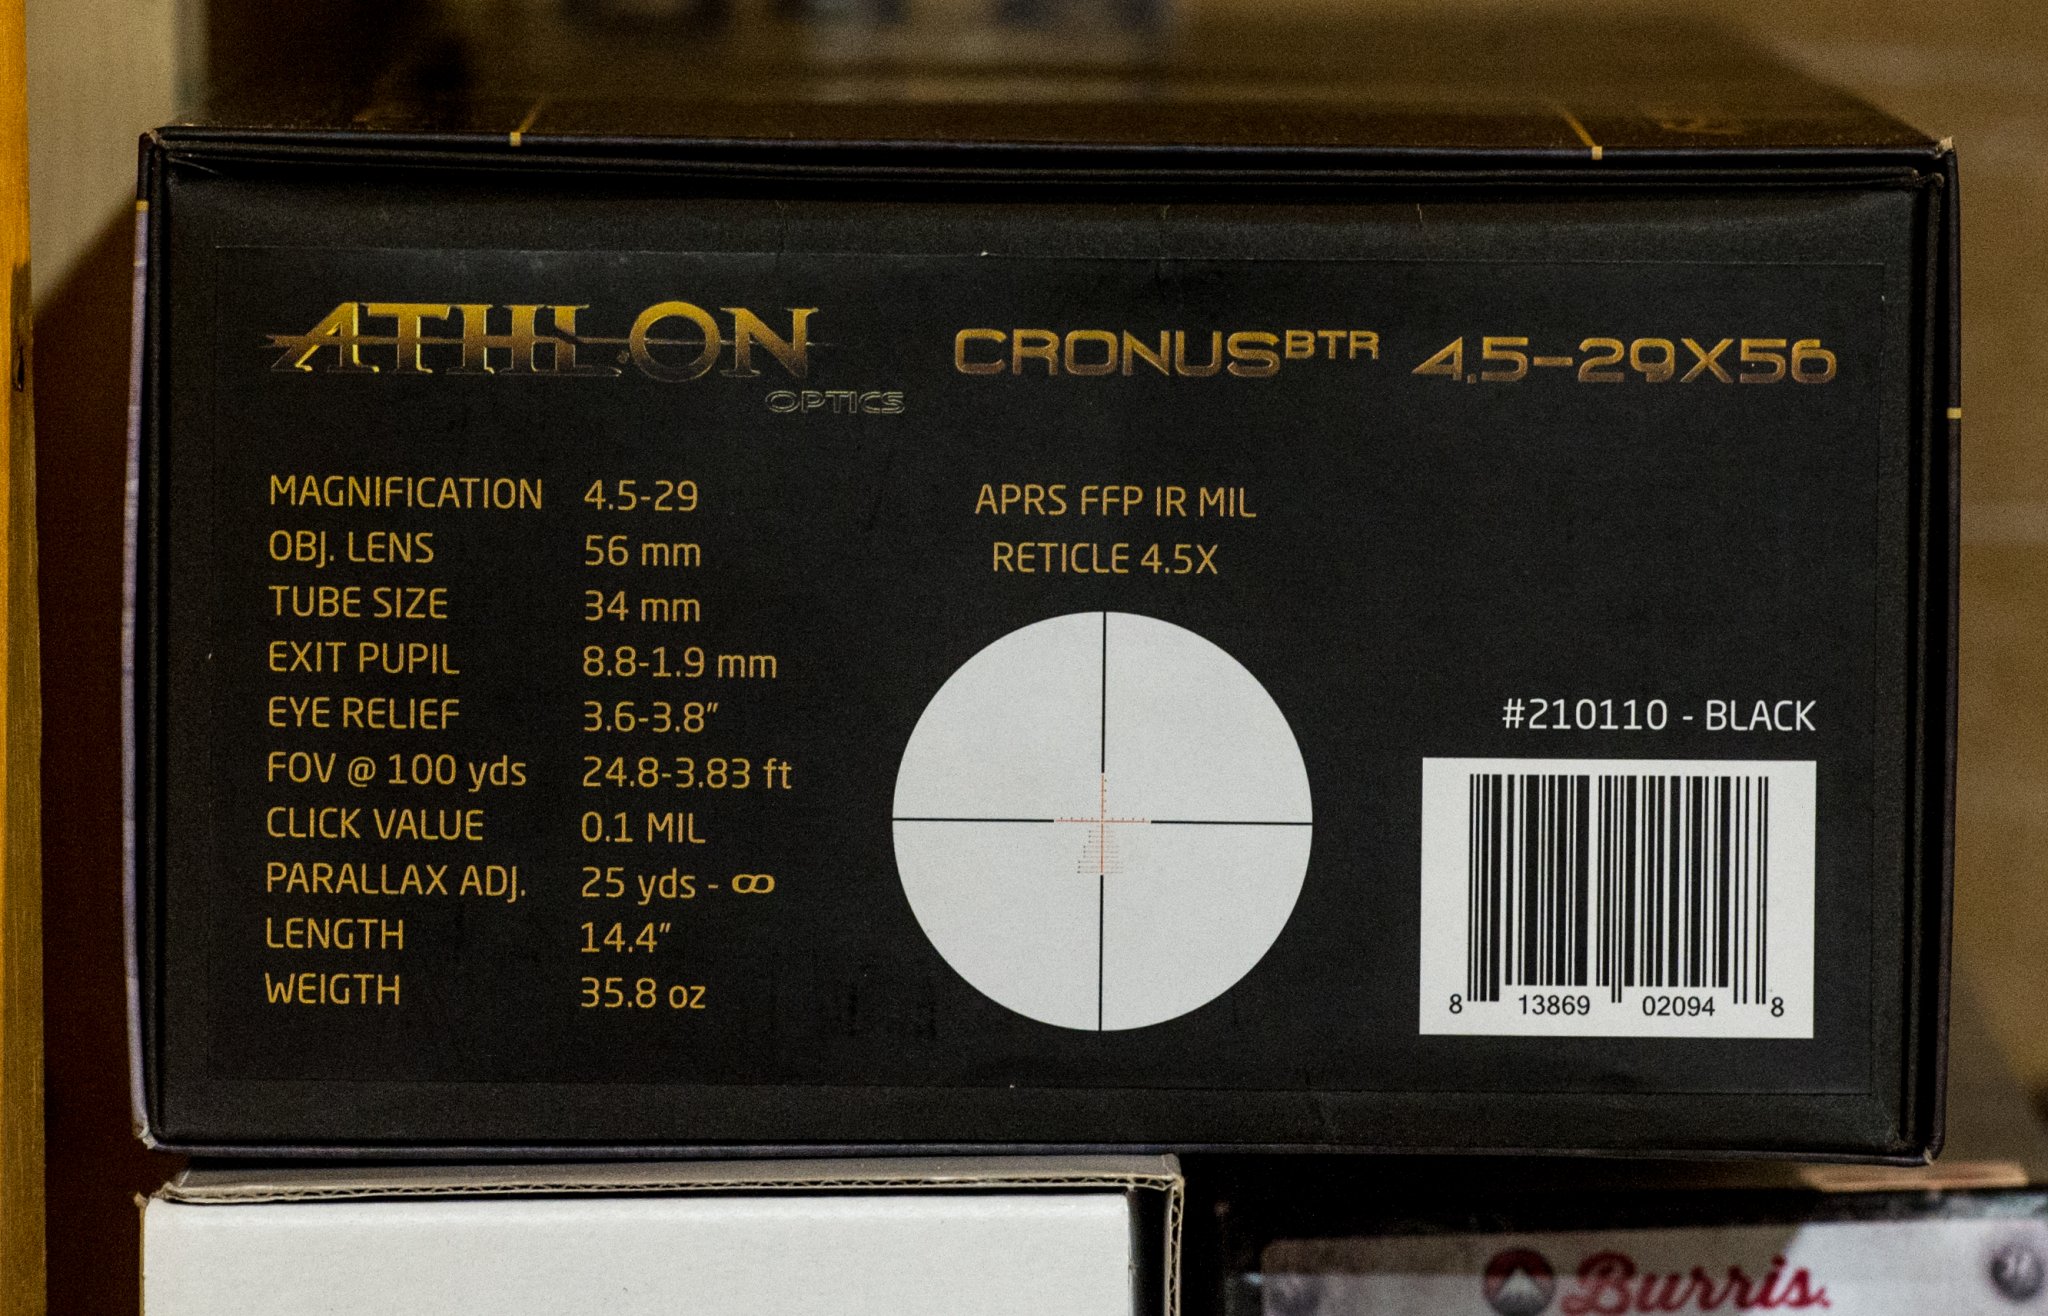 ATHLON
OPTICS
CRONUS BTR 4.5-29X56
MAGNIFICATION 4.5-29
OBJ. LENS 56 mm
TUBE SIZE 34 mm
EXIT PUPIL 8.8-1.9 mm
EYE RELIEF 3.6-3.8”
FOV @ 100 yds 24.8-3.83 ft
CLICK VALUE 0.1 MIL
PARALLAX ADJ. 25 yds - ∞
LENGTH 14.4”
WEIGTH 35.8 oz
APRS FFP IR MIL
RETICLE 4.5X
#210110 - BLACK
8 13869 02094 8
Burris.